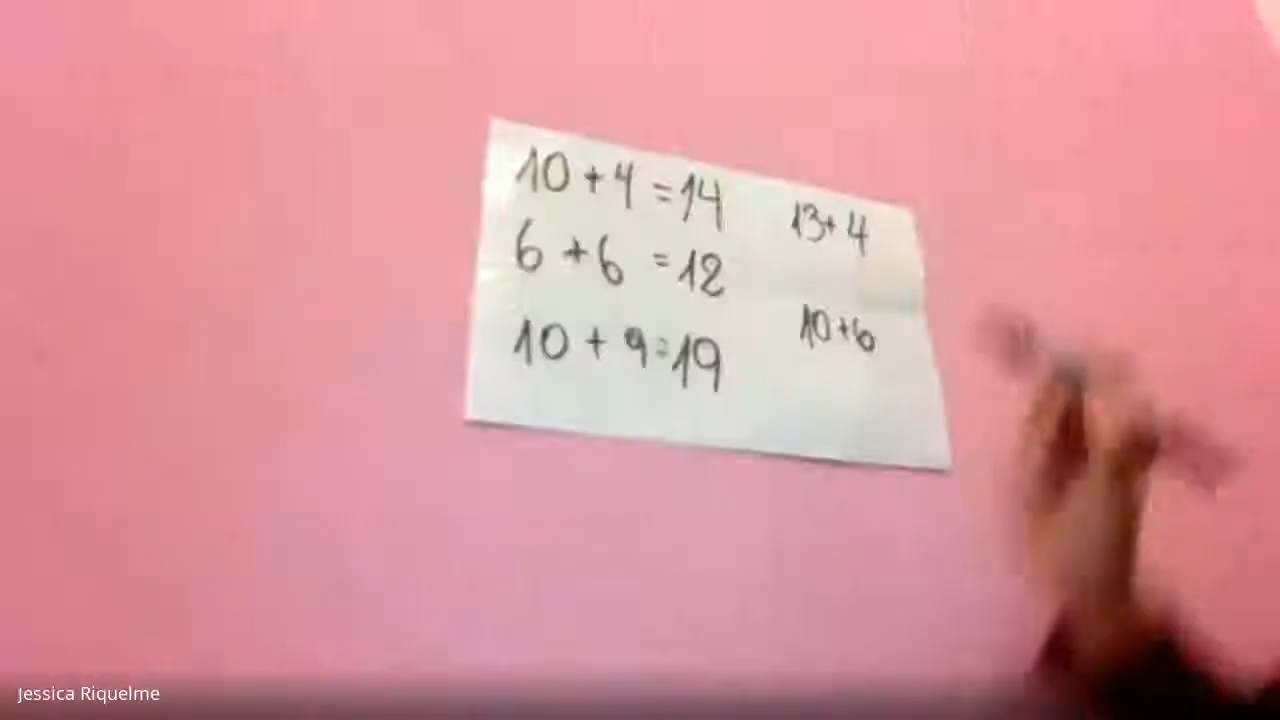 10 + 4 = 14
6 + 6 = 12
10 + 9 = 19
13 + 4
10 + 6
Jessica Riquelme